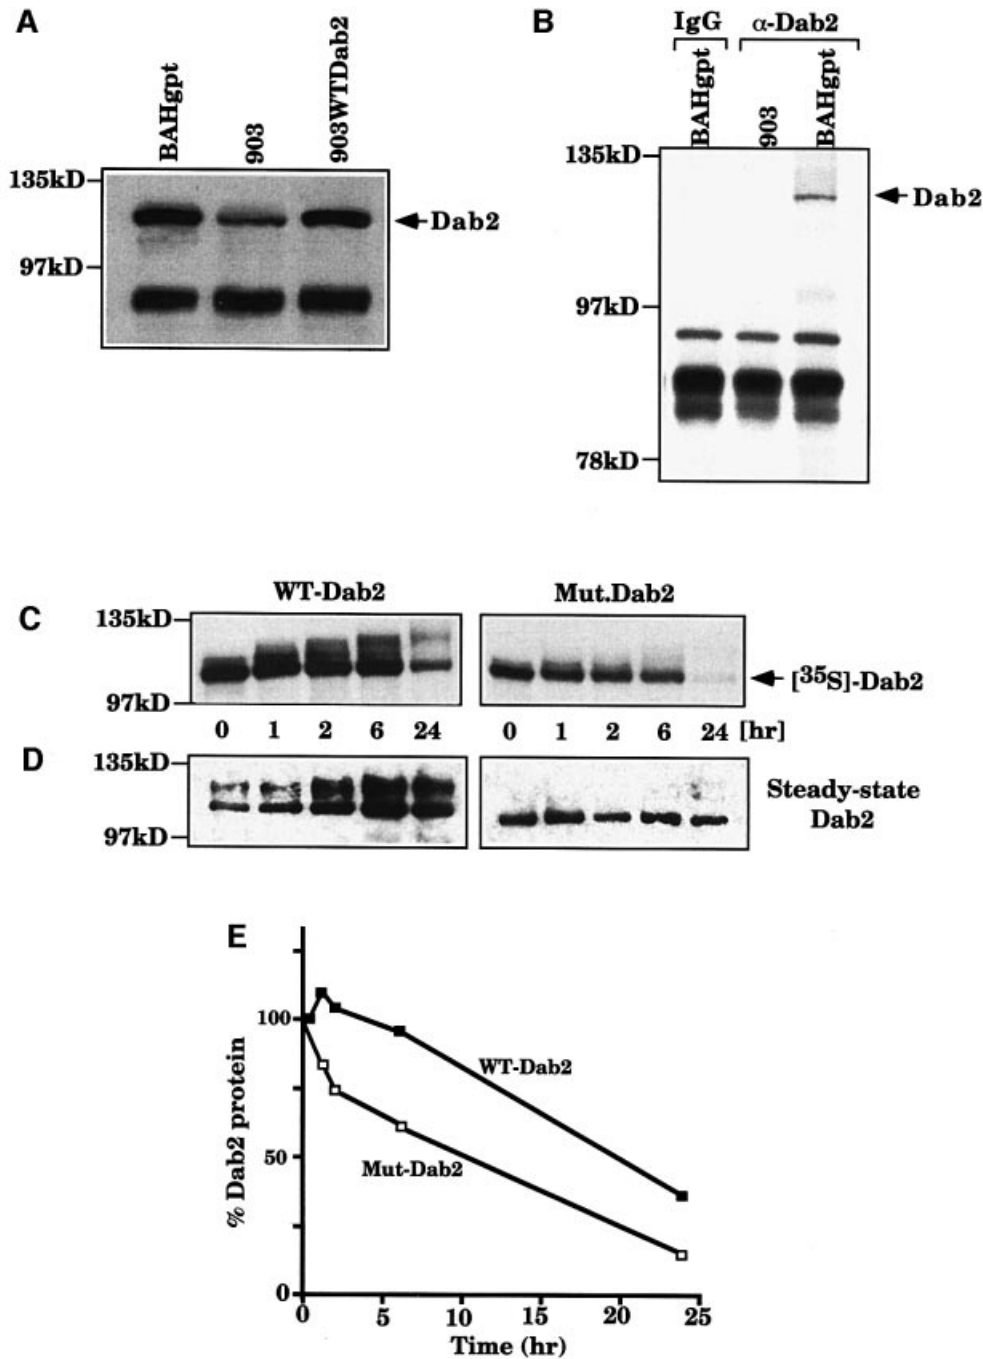 A
BAHgpt
903
903WTDab2
135kD
97kD
Dab2
B
IgG
α-Dab2
BAHgpt
903
BAHgpt
135kD
97kD
78kD
Dab2
WT-Dab2
Mut.Dab2
C
135kD
97kD
[35S]-Dab2
0 1 2 6 24 0 1 2 6 24 [hr]
D
135kD
97kD
Steady-state
Dab2
E
% Dab2 protein
100
50
0
WT-Dab2
Mut-Dab2
0 5 10 15 20 25
Time (hr)